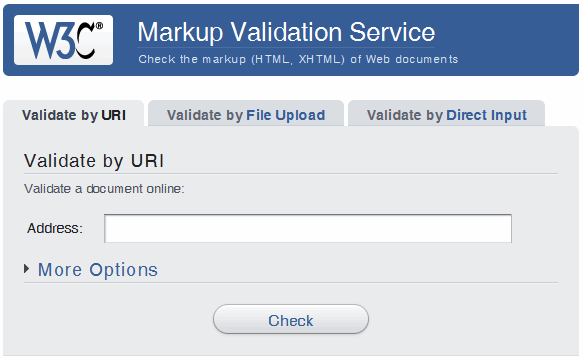 W3C® Markup Validation Service
Check the markup (HTML, XHTML) of Web documents
Validate by URI Validate by File Upload Validate by Direct Input
Validate by URI
Validate a document online:
Address:
More Options
Check